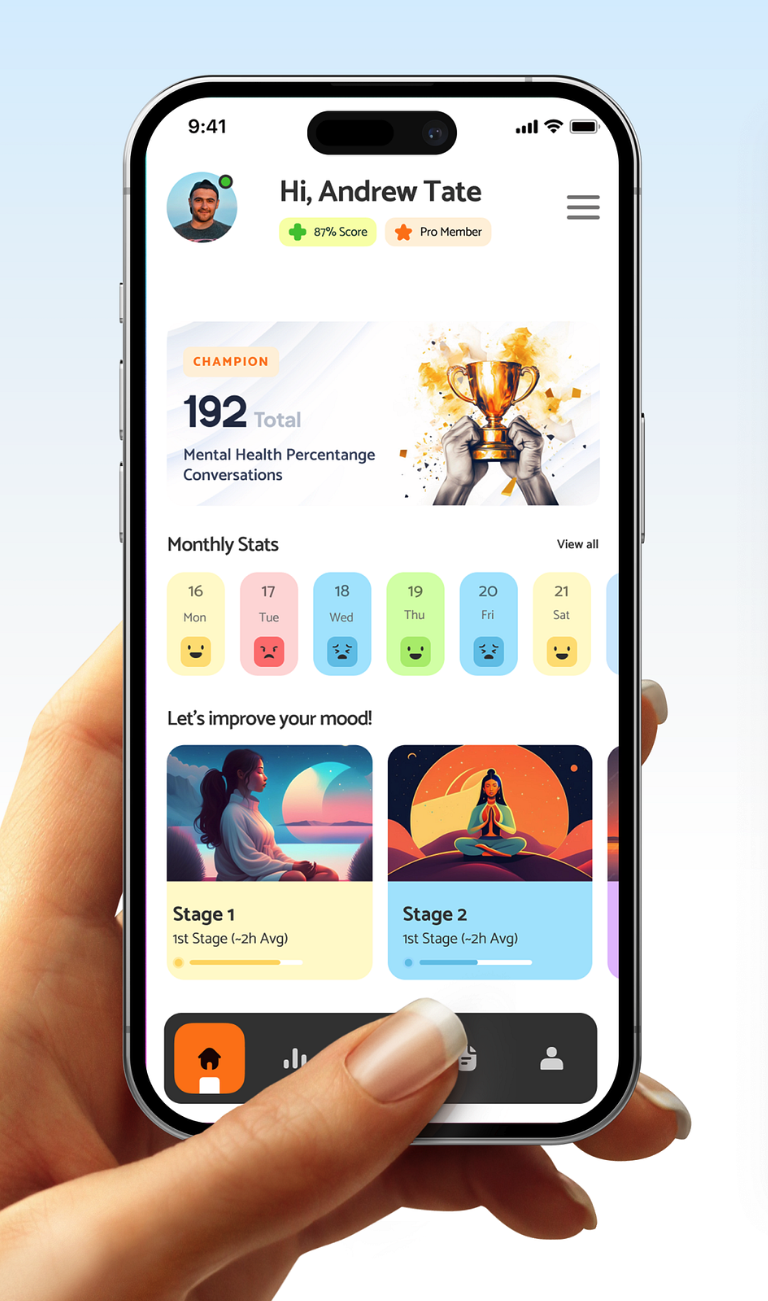 9:41
Hi, Andrew Tate
87% Score
Pro Member
CHAMPION
192 Total
Mental Health Percentange
Conversations
Monthly Stats
View all
16
Mon
17
Tue
18
Wed
19
Thu
20
Fri
21
Sat
Let's improve your mood!
Stage 1
1st Stage (~2h Avg)
Stage 2
1st Stage (~2h Avg)